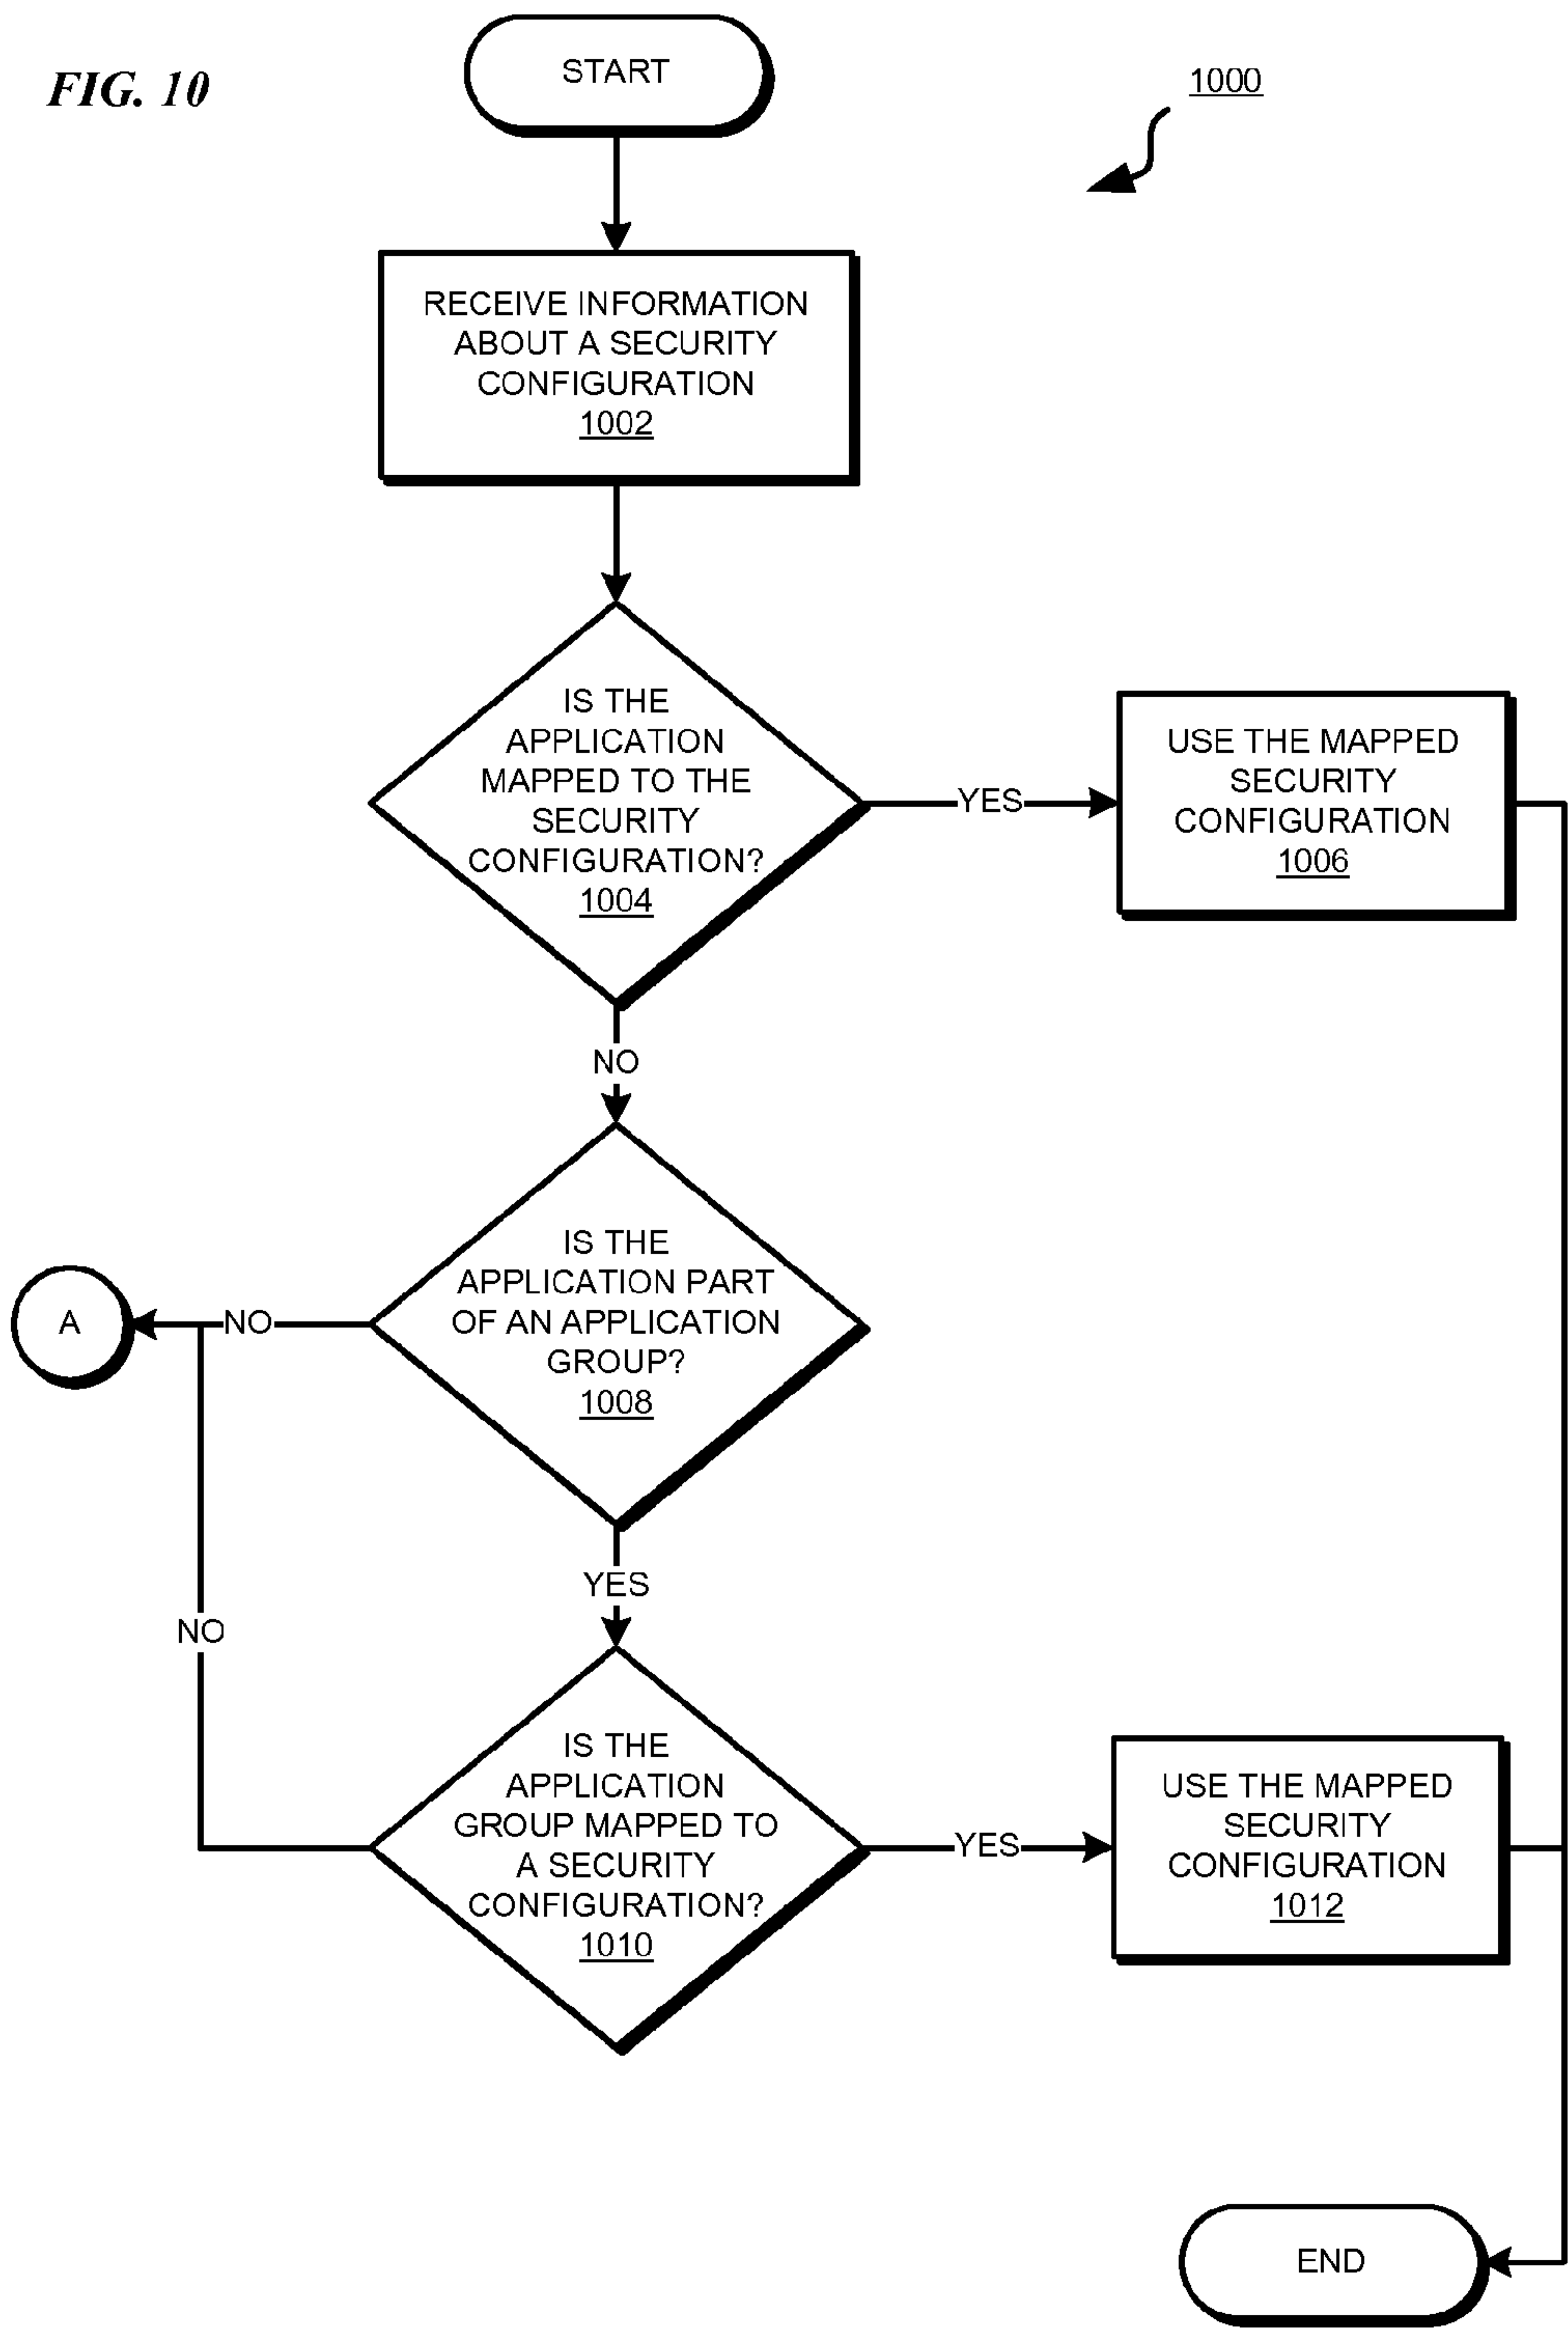 FIG. 10
START
1000
RECEIVE INFORMATION
ABOUT A SECURITY
CONFIGURATION
1002
IS THE
APPLICATION
MAPPED TO THE
SECURITY
CONFIGURATION?
1004
YES
USE THE MAPPED
SECURITY
CONFIGURATION
1006
NO
IS THE
APPLICATION PART
OF AN APPLICATION
GROUP?
1008
NO
A
YES
NO
IS THE
APPLICATION
GROUP MAPPED TO
A SECURITY
CONFIGURATION?
1010
YES
USE THE MAPPED
SECURITY
CONFIGURATION
1012
END